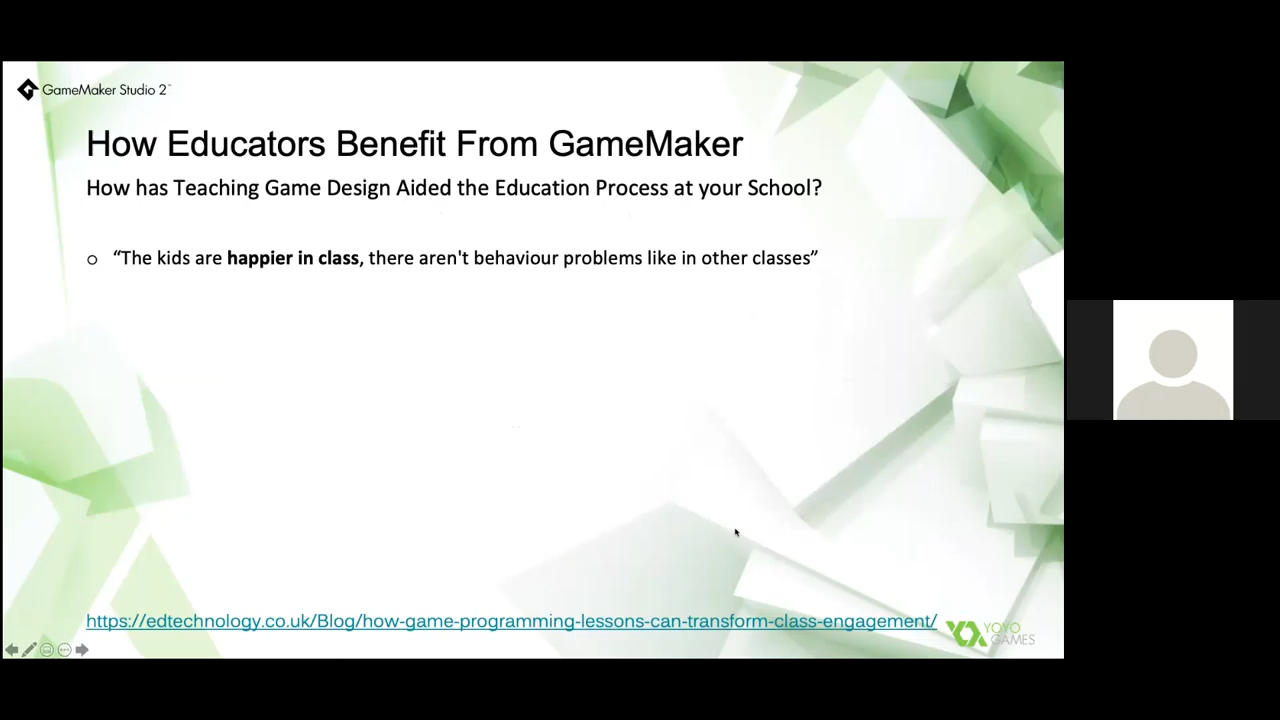 GameMaker Studio 2™
How Educators Benefit From GameMaker
How has Teaching Game Design Aided the Education Process at your School?
o “The kids are happier in class, there aren't behaviour problems like in other classes”
https://edtechnology.co.uk/Blog/how-game-programming-lessons-can-transform-class-engagement/
YOYO
GAMES